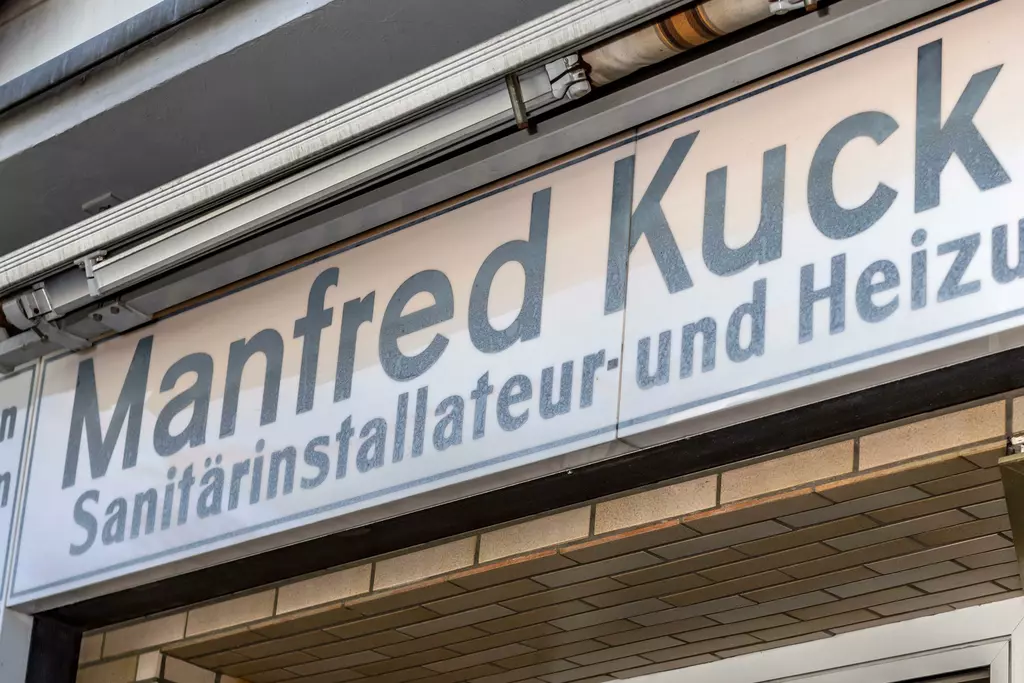 Manfred Kuck
Sanitärinstallateur- und Heizu